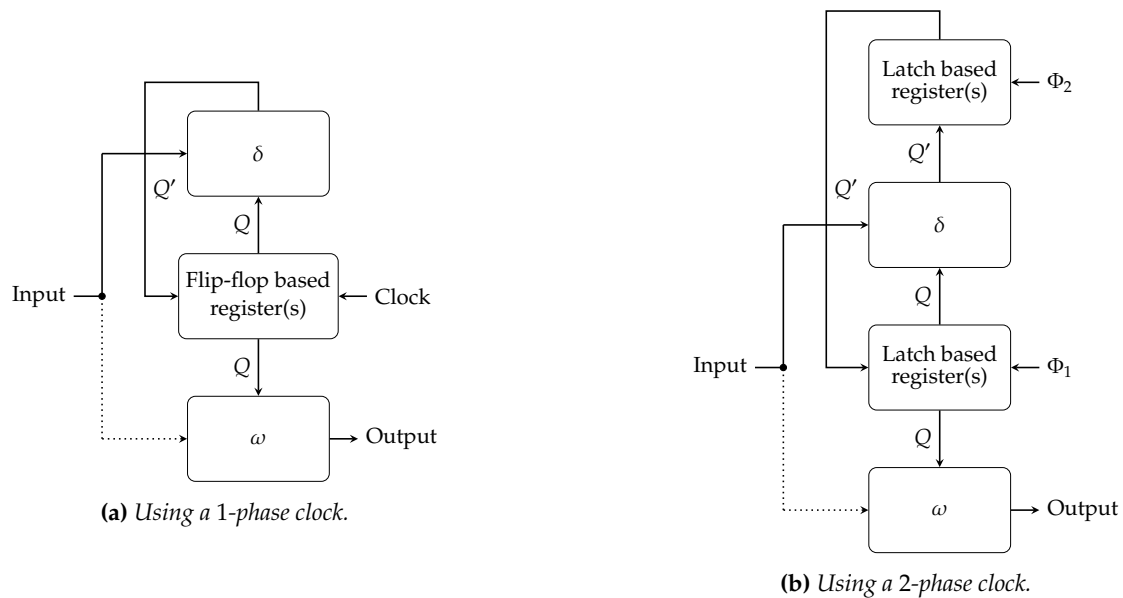 δ
Q′
Q
Input
Flip-flop based
register(s)
Clock
Q
ω
Output
(a) Using a 1-phase clock.
Latch based
register(s)
Φ2
Q′
Q′
δ
Q
Input
Latch based
register(s)
Φ1
Q
ω
Output
(b) Using a 2-phase clock.